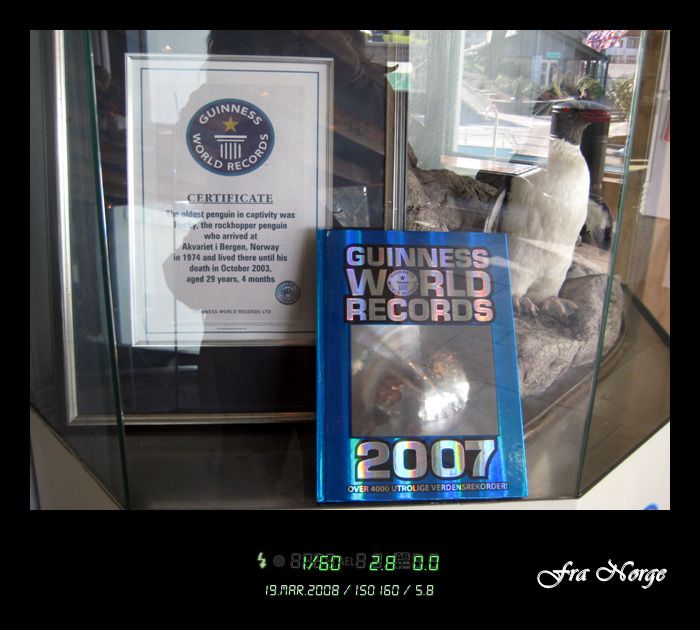 GUINNESS
WORLD RECORDS
CERTIFICATE
The oldest penguin in captivity was
Rocky, the rockhopper penguin
who arrived at
Akvariet i Bergen, Norway
in 1974 and lived there until his
death in October 2003,
aged 29 years, 4 months
GUINNESS WORLD RECORDS LTD
GUINNESS
WORLD
RECORDS
2007
OVER 4000 UTROLIGE VERDENSREKORDER!
1/60 2.8 0.0
19.MAR.2008 / ISO 160 / 5.8
Fra Norge